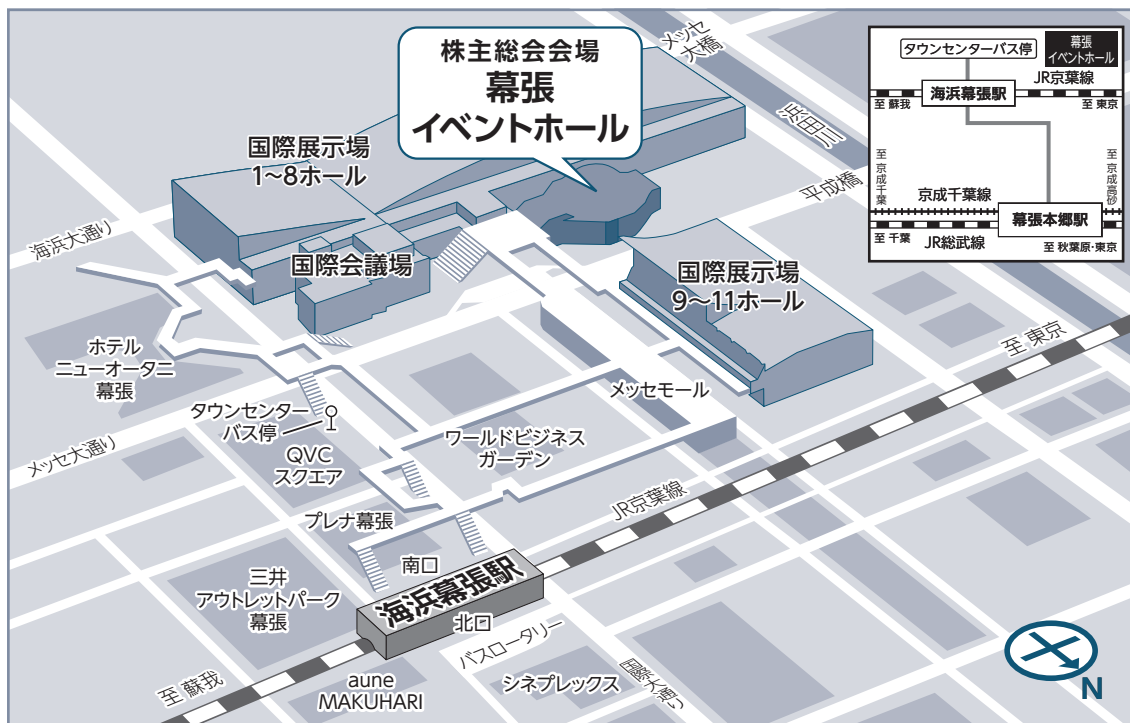 株主総会会場
幕張
イベントホール
メッセ
大橋
浜田川
平成橋
国際展示場
1〜8ホール
海浜大通り
国際会議場
国際展示場
9〜11ホール
至 東京
ホテル
ニューオータニ
幕張
メッセモール
タウンセンター
バス停
メッセ大通り
QVC
スクエア
ワールドビジネス
ガーデン
JR京葉線
プレナ幕張
南口
海浜幕張駅
北口
三井
アウトレットパーク
幕張
バスロータリー
国際大通り
シネプレックス
至 蘇我
aune
MAKUHARI
N
タウンセンターバス停
幕張
イベントホール
JR京葉線
海浜幕張駅
至 蘇我
至 東京
至 京成千葉
至 京成高砂
京成千葉線
幕張本郷駅
至 千葉
JR総武線
至 秋葉原・東京